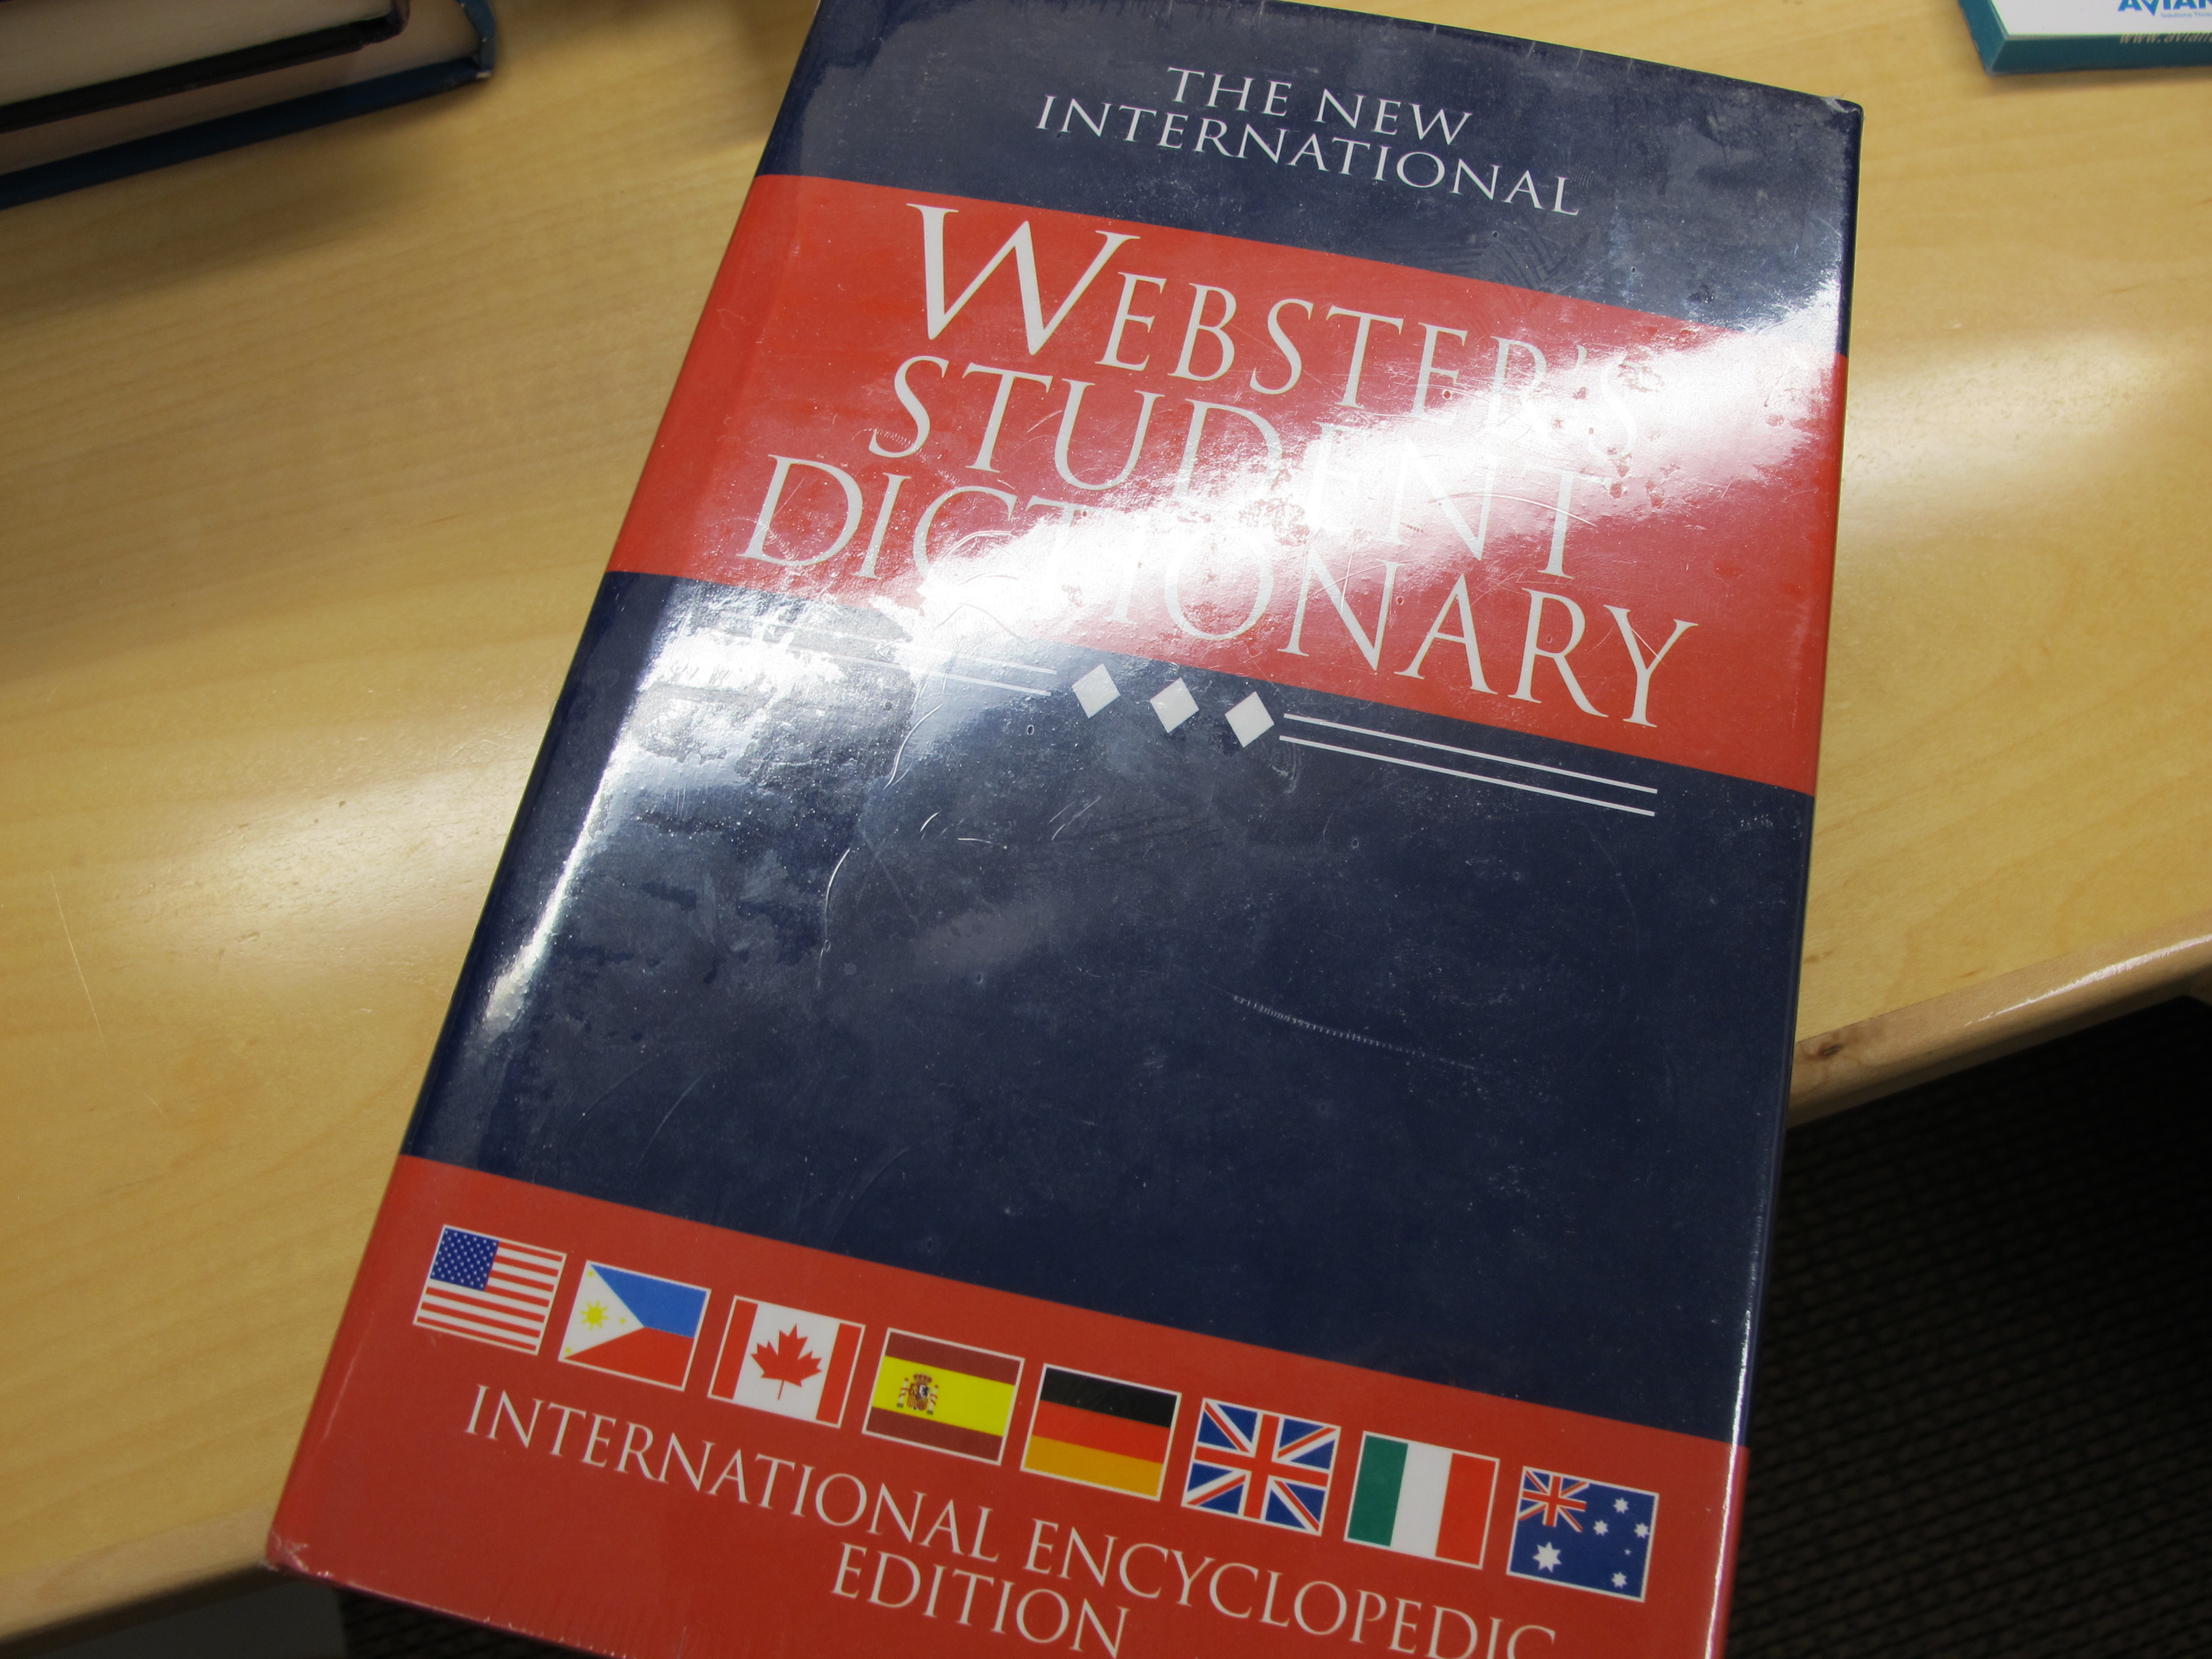 THE NEW
INTERNATIONAL
WEBSTER'S
STUDENT
DICTIONARY
INTERNATIONAL ENCYCLOPEDIC
EDITION